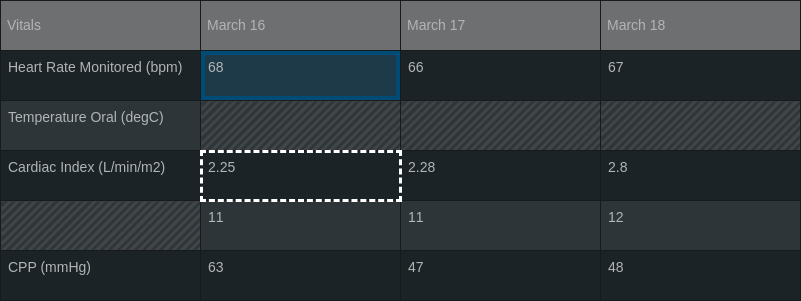 Vitals March 16 March 17 March 18
Heart Rate Monitored (bpm) 68 66 67
Temperature Oral (degC)
Cardiac Index (L/min/m2) 2.25 2.28 2.8
11 11 12
CPP (mmHg) 63 47 48